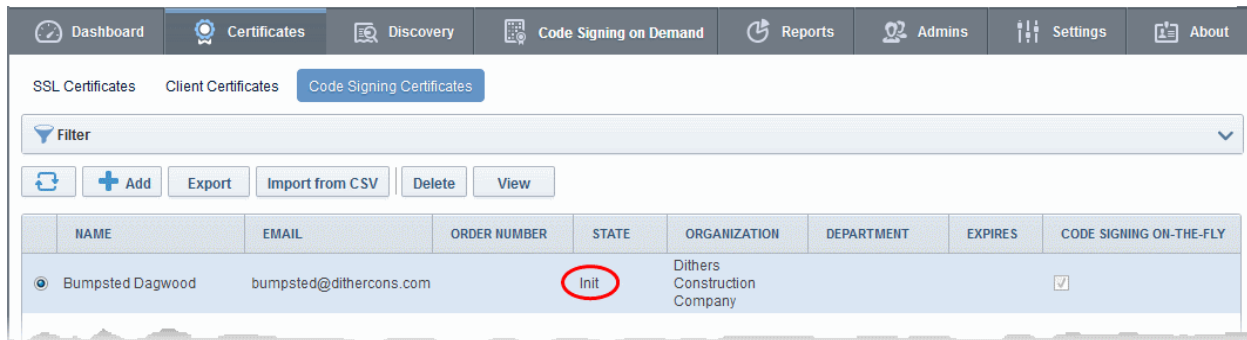 Dashboard Certificates Discovery Code Signing on Demand Reports Admins Settings About
SSL Certificates Client Certificates Code Signing Certificates
Filter
Add Export Import from CSV Delete View
NAME EMAIL ORDER NUMBER STATE ORGANIZATION DEPARTMENT EXPIRES CODE SIGNING ON-THE-FLY
Bumpsted Dagwood bumpsted@dithercons.com Init Dithers
Construction
Company